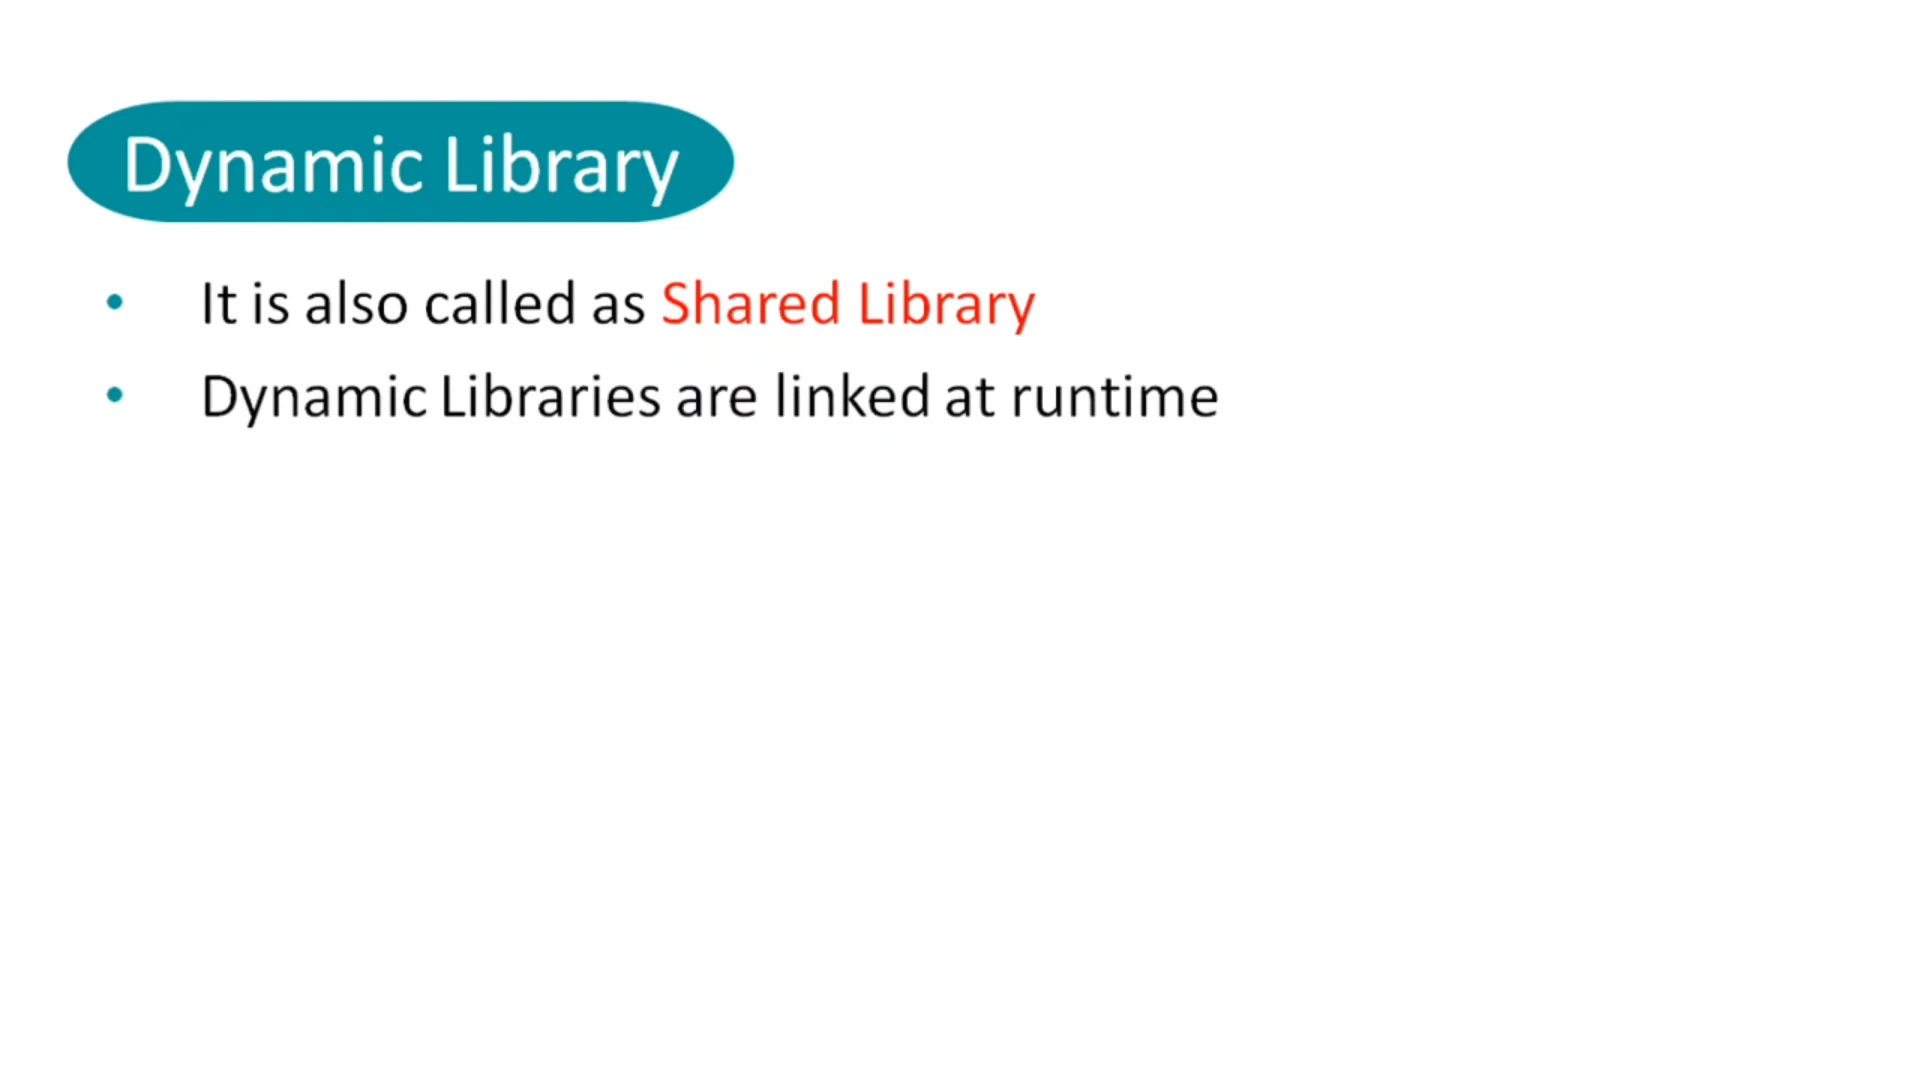 Dynamic Library
• It is also called as Shared Library
• Dynamic Libraries are linked at runtime